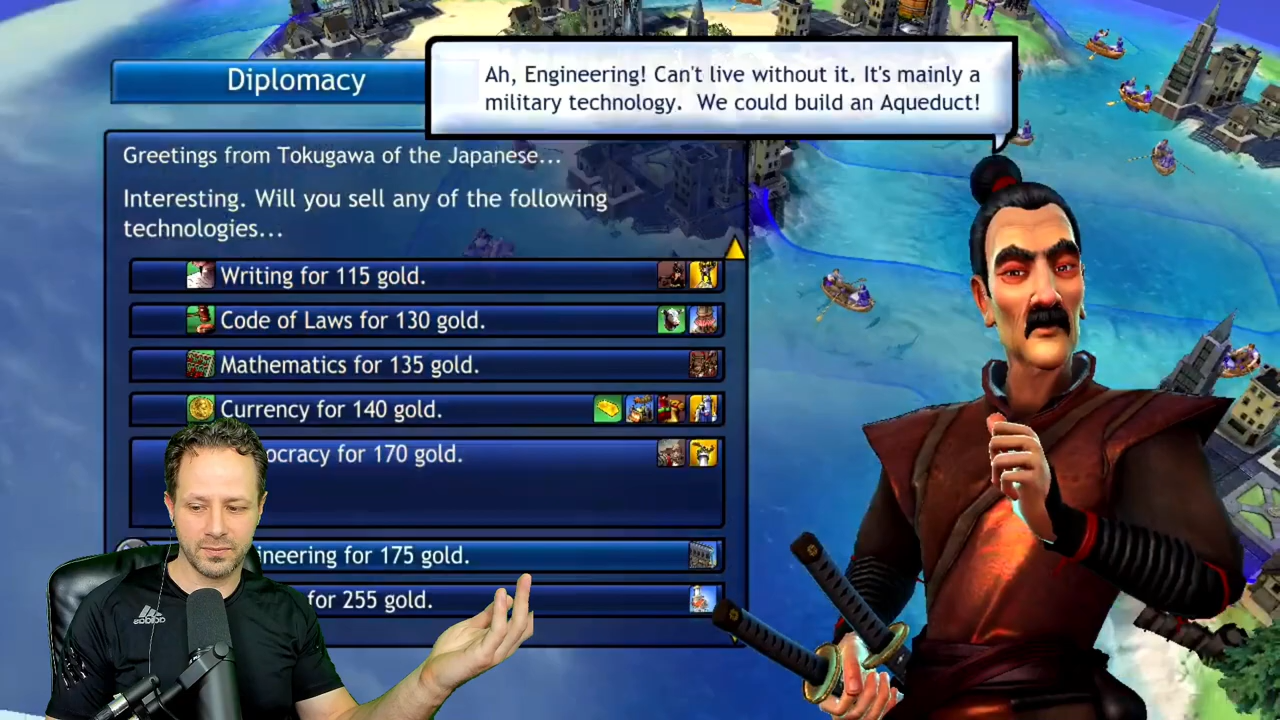 Diplomacy
Ah, Engineering! Can't live without it. It's mainly a
military technology. We could build an Aqueduct!
Greetings from Tokugawa of the Japanese...
Interesting. Will you sell any of the following
technologies...
Writing for 115 gold.
Code of Laws for 130 gold.
Mathematics for 135 gold.
Currency for 140 gold.
ocracy for 170 gold.
ineering for 175 gold.
for 255 gold.
adidas